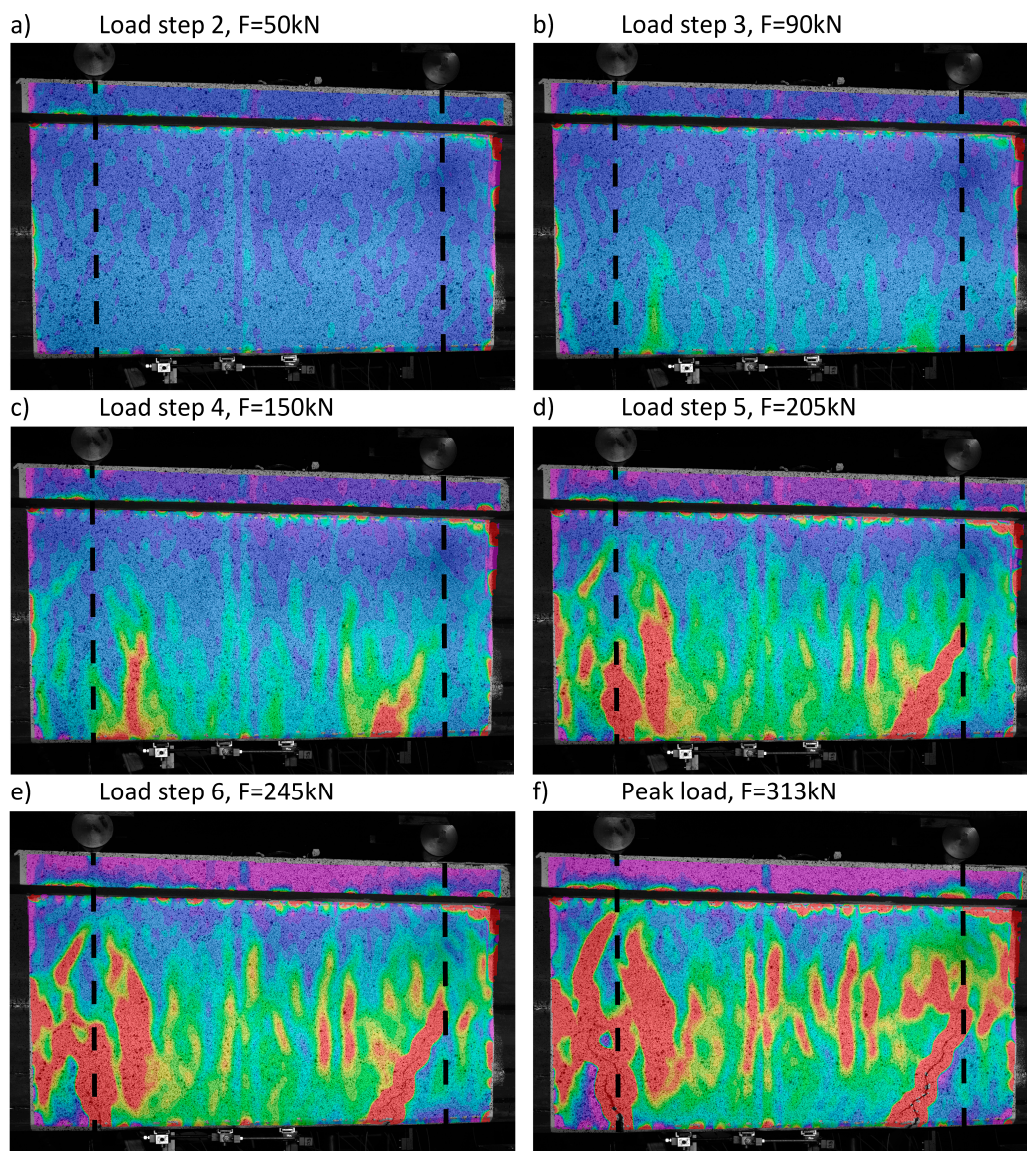 a) Load step 2, F=50kN
b) Load step 3, F=90kN
c) Load step 4, F=150kN
d) Load step 5, F=205kN
e) Load step 6, F=245kN
f) Peak load, F=313kN